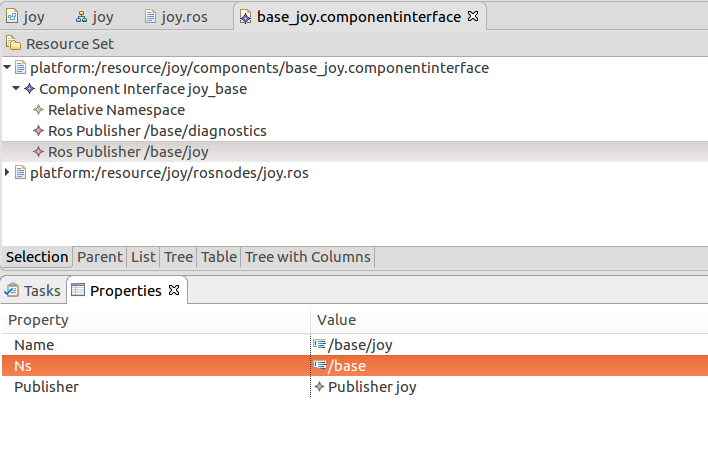 joy joy joy.ros base_joy.componentinterface
Resource Set
platform:/resource/joy/components/base_joy.componentinterface
Component Interface joy_base
Relative Namespace
Ros Publisher /base/diagnostics
Ros Publisher /base/joy
platform:/resource/joy/rosnodes/joy.ros
Selection Parent List Tree Table Tree with Columns
Tasks Properties
Property Value
Name /base/joy
Ns /base
Publisher Publisher joy